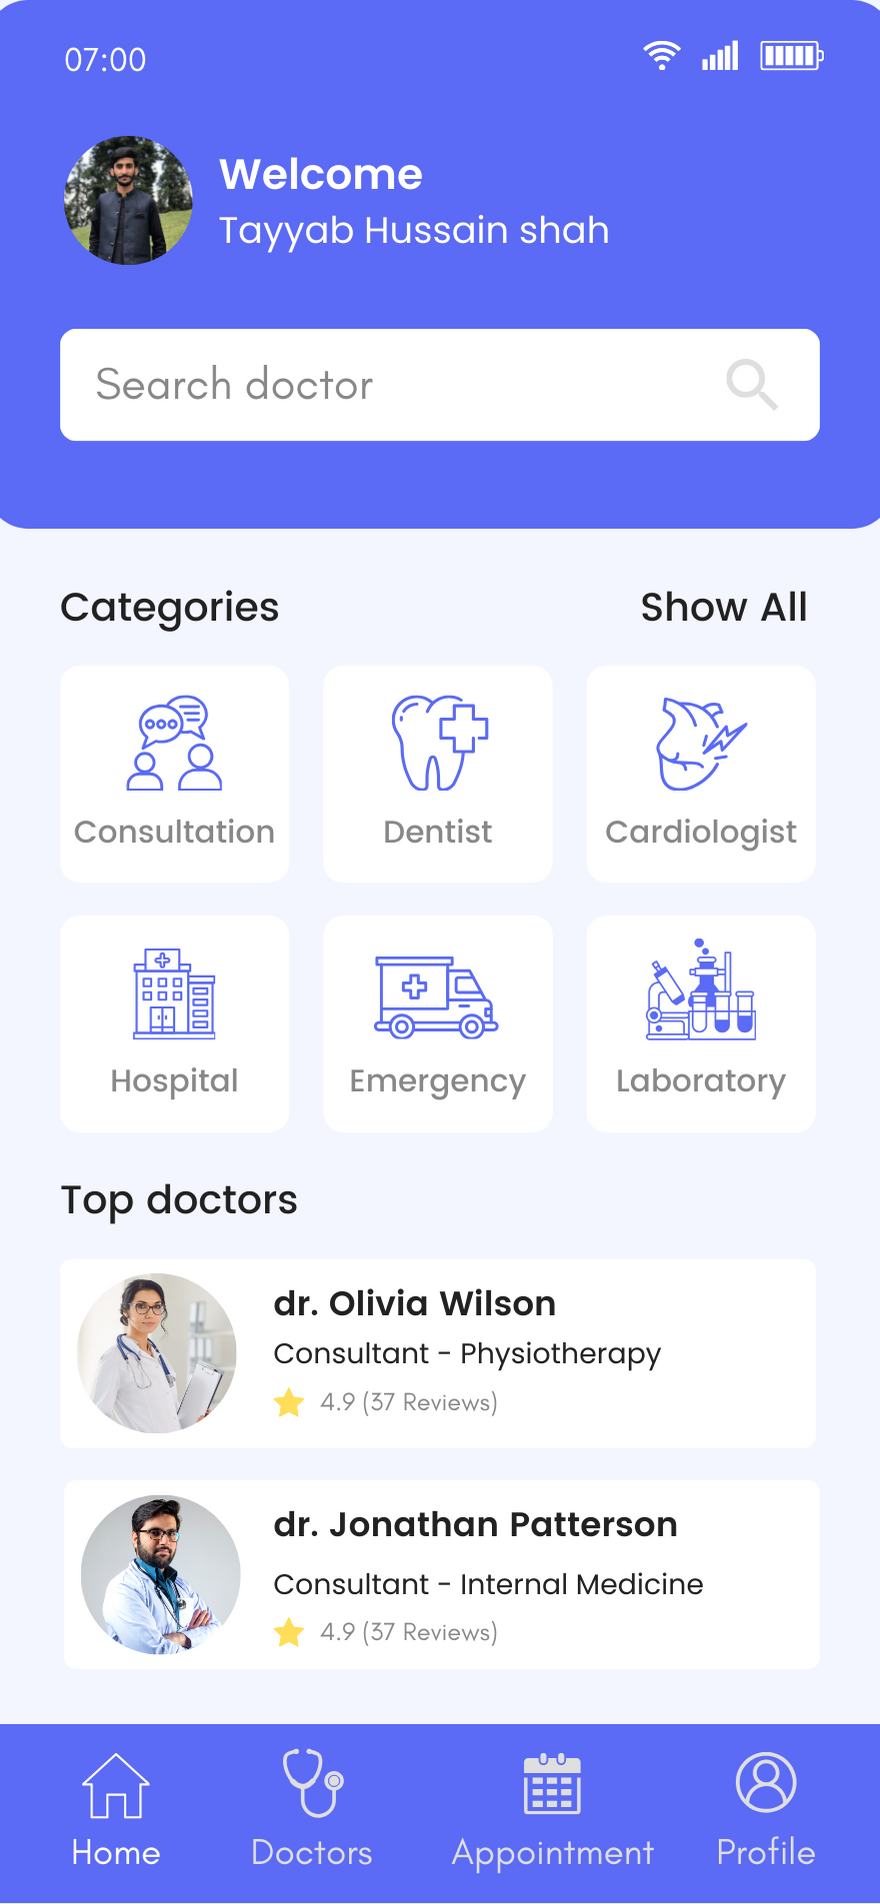 07:00
Welcome
Tayyab Hussain shah
Search doctor
Categories
Show All
Consultation
Dentist
Cardiologist
Hospital
Emergency
Laboratory
Top doctors
dr. Olivia Wilson
Consultant - Physiotherapy
4.9 (37 Reviews)
dr. Jonathan Patterson
Consultant - Internal Medicine
4.9 (37 Reviews)
Home
Doctors
Appointment
Profile